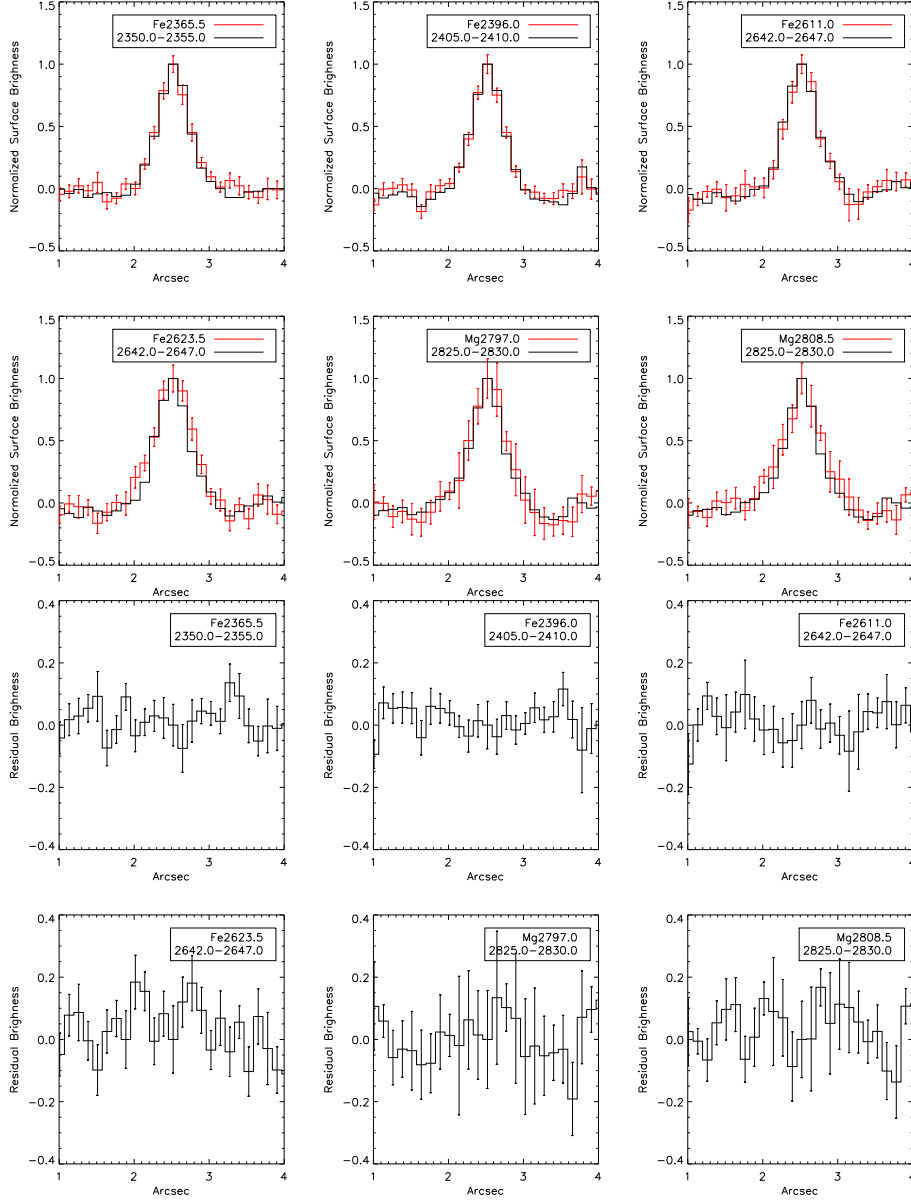 1.5
1.0
0.5
0.0
−0.5
Normalized Surface Brighness
Fe2365.5
2350.0−2355.0
1 2 3 4
Arcsec
1.5
1.0
0.5
0.0
−0.5
Normalized Surface Brighness
Fe2396.0
2405.0−2410.0
1 2 3 4
Arcsec
1.5
1.0
0.5
0.0
−0.5
Normalized Surface Brighness
Fe2611.0
2642.0−2647.0
1 2 3 4
Arcsec
1.5
1.0
0.5
0.0
−0.5
Normalized Surface Brighness
Fe2623.5
2642.0−2647.0
1 2 3 4
Arcsec
1.5
1.0
0.5
0.0
−0.5
Normalized Surface Brighness
Mg2797.0
2825.0−2830.0
1 2 3 4
Arcsec
1.5
1.0
0.5
0.0
−0.5
Normalized Surface Brighness
Mg2808.5
2825.0−2830.0
1 2 3 4
Arcsec
0.4
0.2
0.0
−0.2
−0.4
Residual Brighness
Fe2365.5
2350.0−2355.0
1 2 3 4
Arcsec
0.4
0.2
0.0
−0.2
−0.4
Residual Brighness
Fe2396.0
2405.0−2410.0
1 2 3 4
Arcsec
0.4
0.2
0.0
−0.2
−0.4
Residual Brighness
Fe2611.0
2642.0−2647.0
1 2 3 4
Arcsec
0.4
0.2
0.0
−0.2
−0.4
Residual Brighness
Fe2623.5
2642.0−2647.0
1 2 3 4
Arcsec
0.4
0.2
0.0
−0.2
−0.4
Residual Brighness
Mg2797.0
2825.0−2830.0
1 2 3 4
Arcsec
0.4
0.2
0.0
−0.2
−0.4
Residual Brighness
Mg2808.5
2825.0−2830.0
1 2 3 4
Arcsec